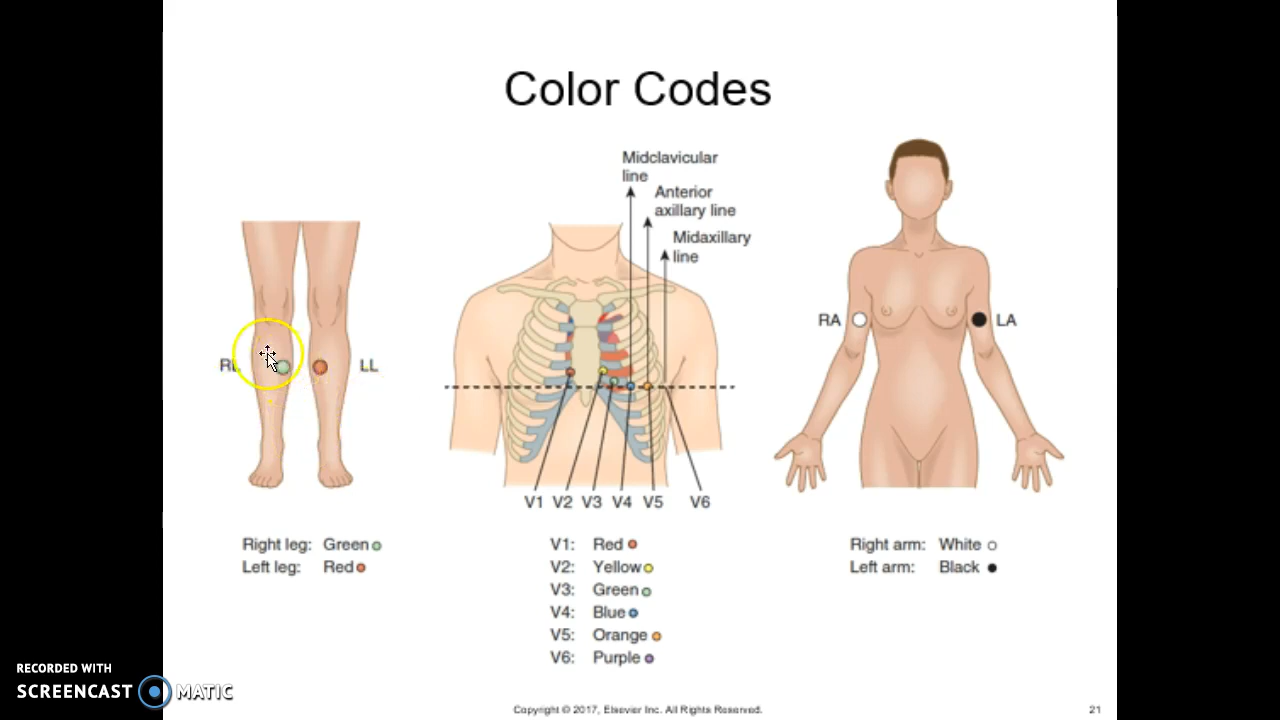 Color Codes
Midclavicular
line
Anterior
axillary line
Midaxillary
line
RA
LA
RL
LL
V1 V2 V3 V4 V5 V6
Right leg: Green
Left leg: Red
V1: Red
V2: Yellow
V3: Green
V4: Blue
V5: Orange
V6: Purple
Right arm: White
Left arm: Black
RECORDED WITH
SCREENCAST MATIC
Copyright © 2017, Elsevier Inc. All Rights Reserved.
21